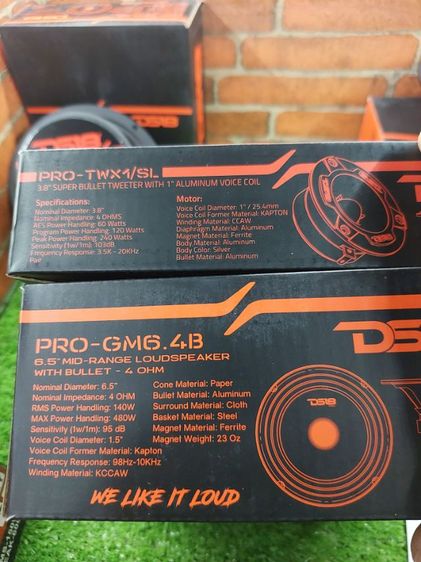 DS18
PRO-TWX1/SL
3.8" SUPER BULLET TWEETER WITH 1" ALUMINUM VOICE COIL
Specifications:
Nominal Diameter: 3.8"
Nominal Impedance: 4 OHMS
AES Power Handling: 60 Watts
Program Power Handling: 120 Watts
Peak Power Handling: 240 Watts
Sensitivity (1w/1m): 103dB
Frequency Response: 3.5K - 20KHz
Pae
Motor:
Voice Coil Diameter: 1" / 25.4mm
Voice Coil Former Material: KAPTON
Winding Material: CCAW
Diaphragm Material: Aluminum
Magnet Material: Ferrite
Body Material: Aluminum
Body Color: Silver
Bullet Material: Aluminum
DS18
PRO-GM6.4B
6.5" MID-RANGE LOUDSPEAKER
WITH BULLET - 4 OHM
Nominal Diameter: 6.5"
Nominal Impedance: 4 OHM
RMS Power Handling: 140W
MAX Power Handling: 480W
Sensitivity (1w/1m): 95 dB
Voice Coil Diameter: 1.5"
Voice Coil Former Material: Kapton
Frequency Response: 98Hz-10KHz
Winding Material: KCCAW
Cone Material: Paper
Bullet Material: Aluminum
Surround Material: Cloth
Basket Material: Steel
Magnet Material: Ferrite
Magnet Weight: 23 Oz
DS18
DS18
WE LIKE IT LOUD